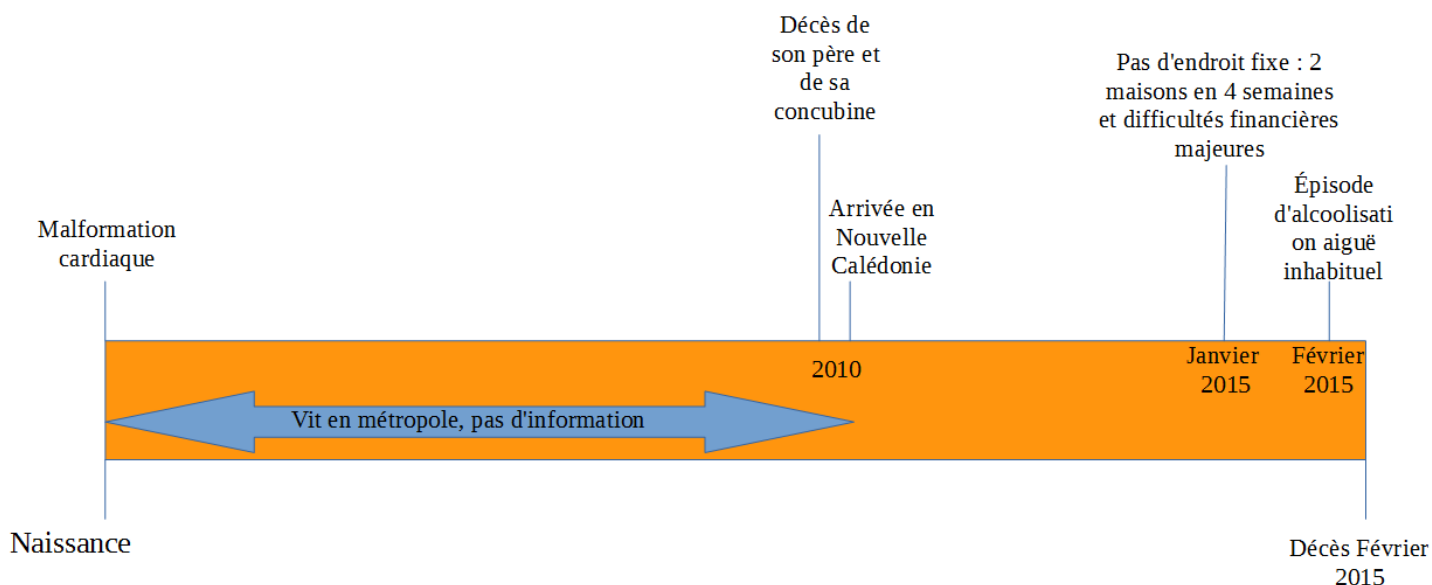 Malformation
cardiaque
Décès de
son père et
de sa
concubine
Arrivée en
Nouvelle
Calédonie
Pas d'endroit fixe : 2
maisons en 4 semaines
et difficultés financières
majeures
Épisode
d'alcoolisati
on aiguë
inhabituel
2010
Janvier
2015
Février
2015
Vit en métropole, pas d'information
Naissance
Décès Février
2015